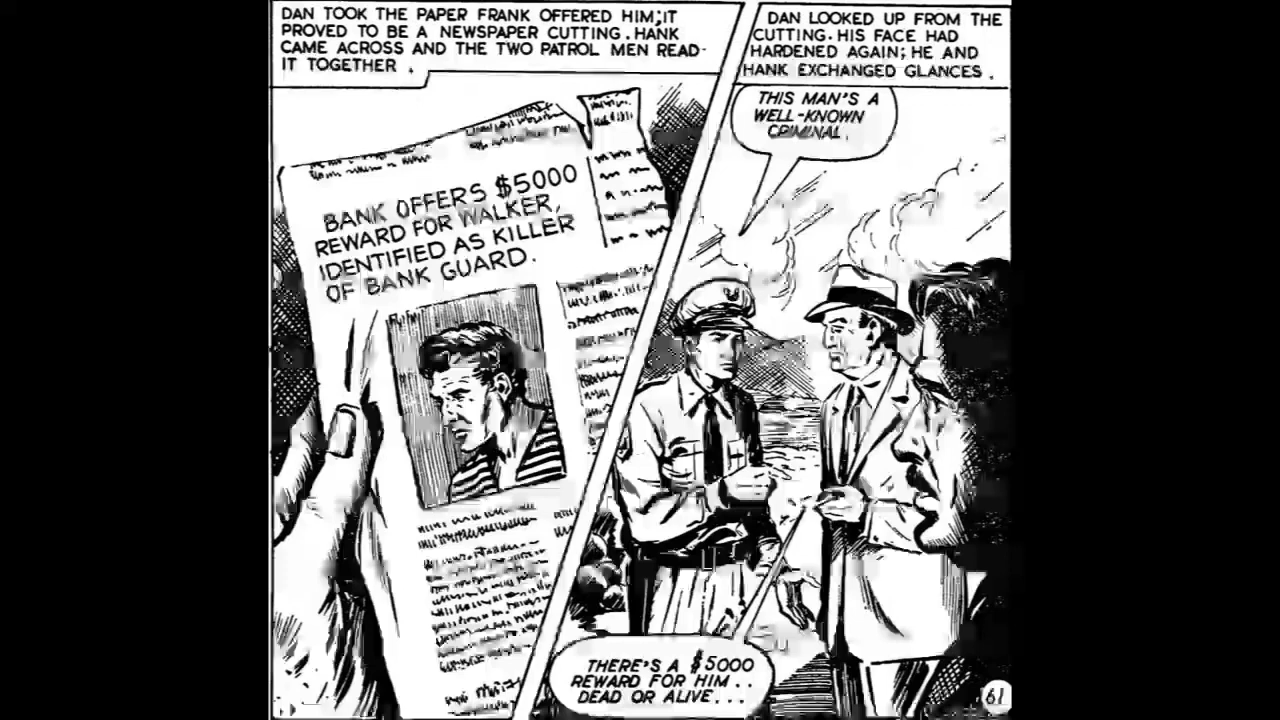 DAN TOOK THE PAPER FRANK OFFERED HIM; IT
PROVED TO BE A NEWSPAPER CUTTING. HANK
CAME ACROSS AND THE TWO PATROL MEN READ-
IT TOGETHER.
BANK OFFERS $5000
REWARD FOR WALKER,
IDENTIFIED AS KILLER
OF BANK GUARD.
DAN LOOKED UP FROM THE
CUTTING. HIS FACE HAD
HARDENED AGAIN; HE AND
HANK EXCHANGED GLANCES.
THIS MAN'S A
WELL-KNOWN
CRIMINAL.
THERE'S A $5000
REWARD FOR HIM..
DEAD OR ALIVE...
61